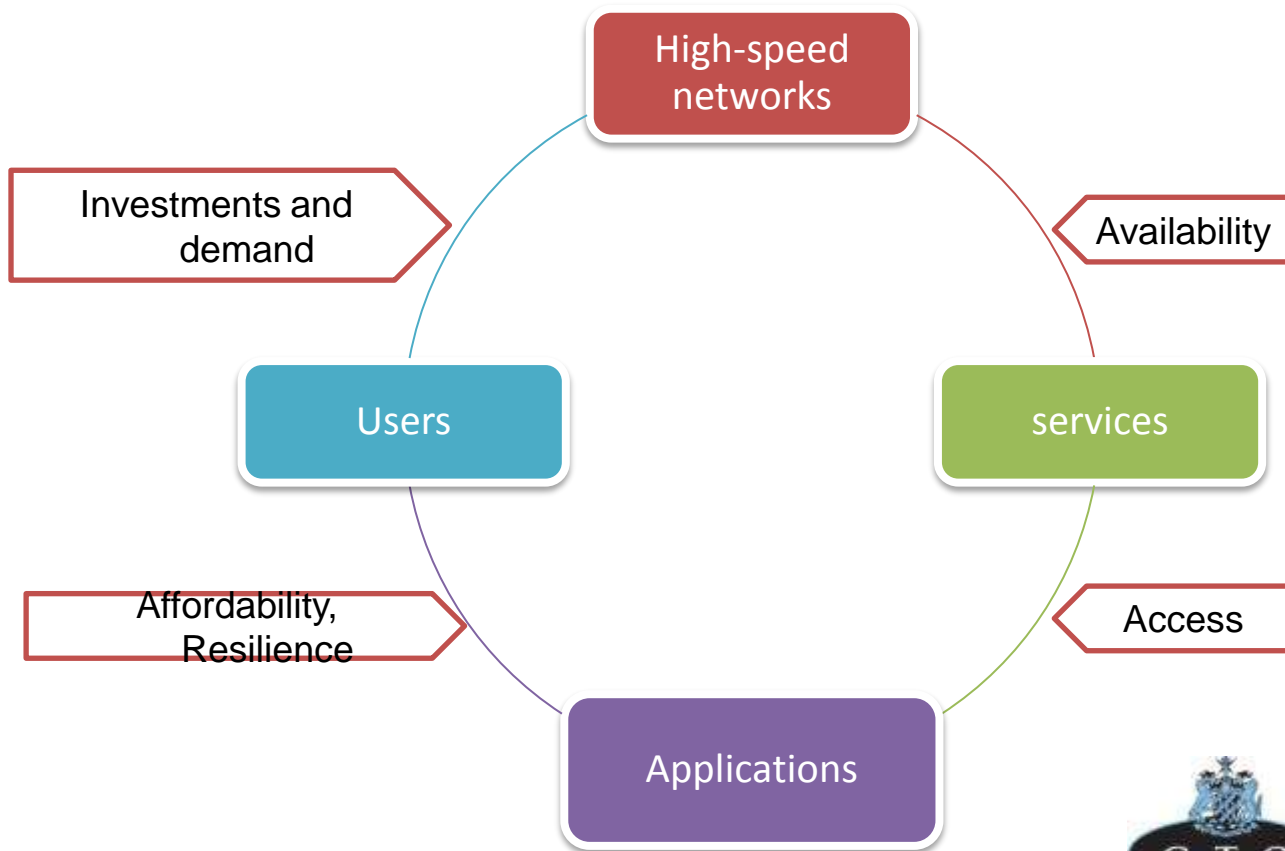 High-speed
networks
Investments and
demand
Availability
Users
services
Affordability,
Resilience
Access
Applications
C T O